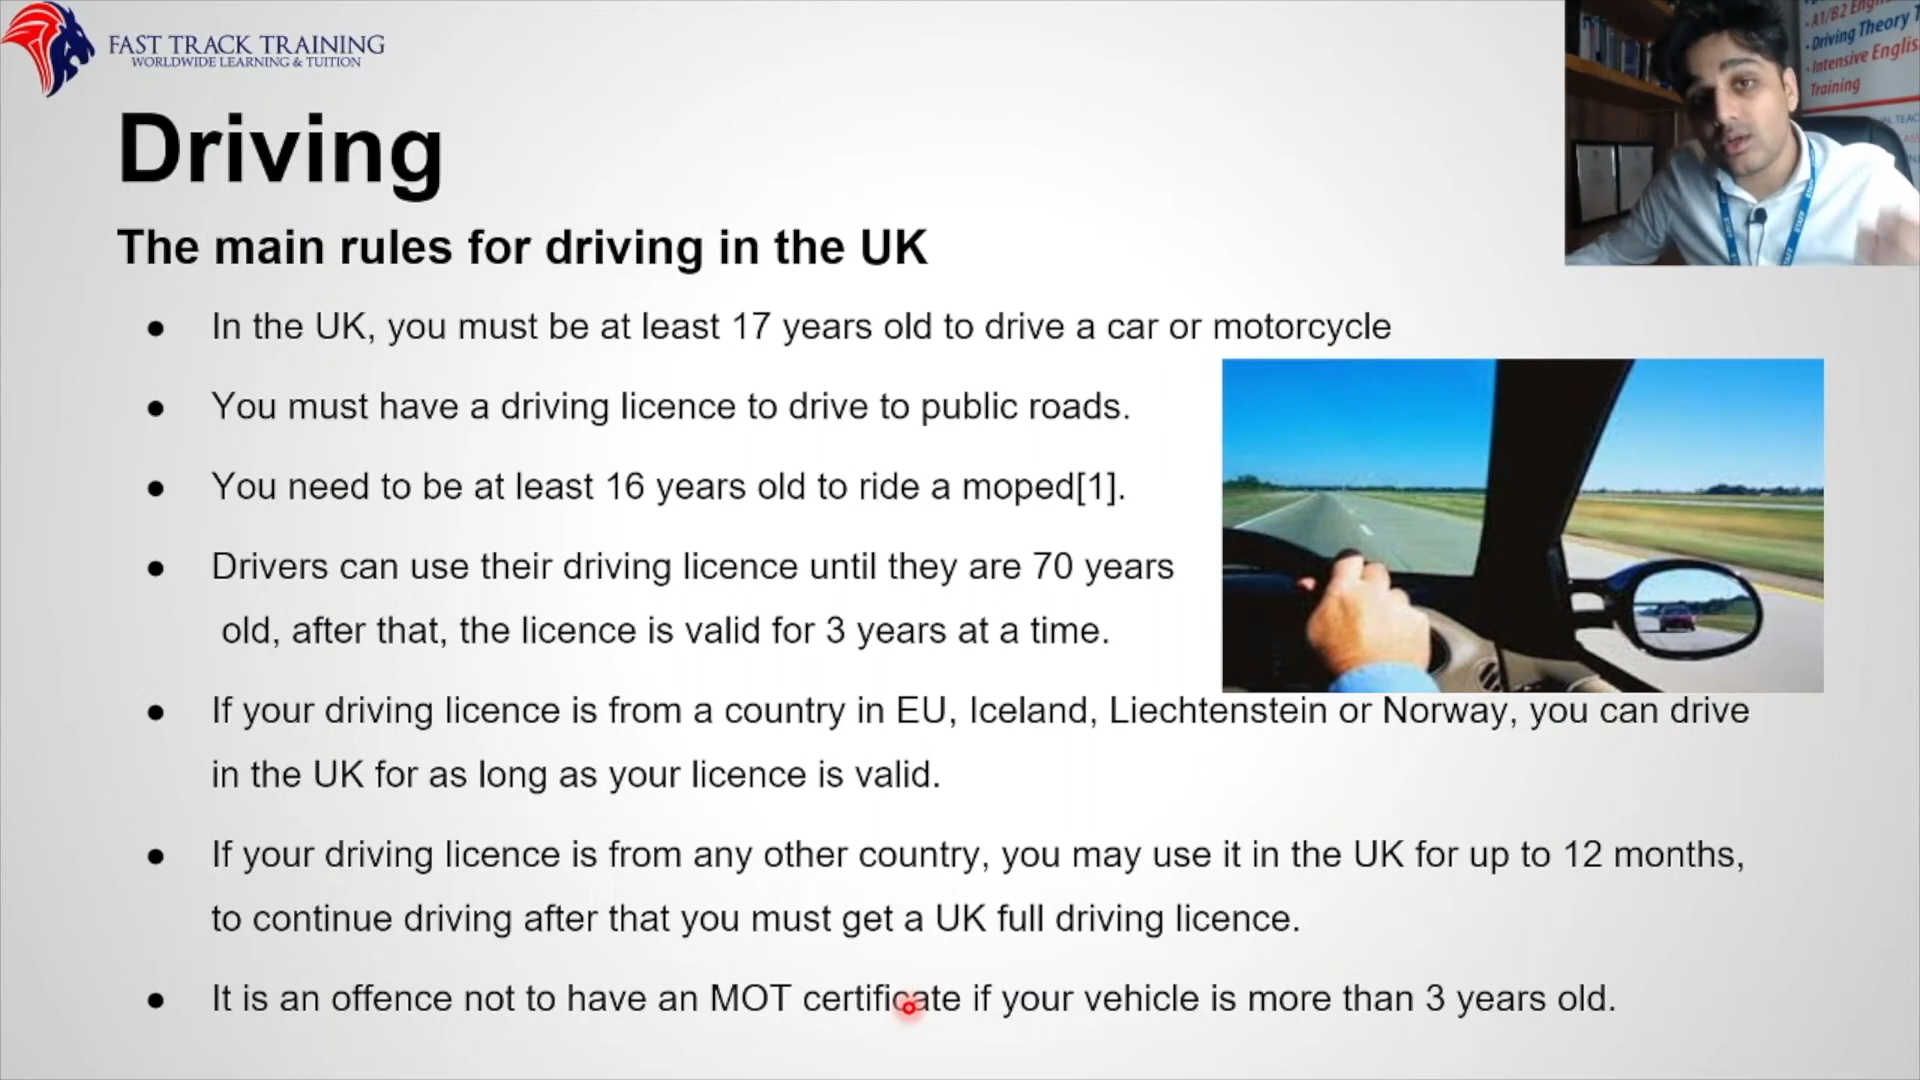 FAST TRACK TRAINING
WORLDWIDE LEARNING & TUITION
A1/B2
Driving Theory
Intensive
Training
Driving
The main rules for driving in the UK
● In the UK, you must be at least 17 years old to drive a car or motorcycle
● You must have a driving licence to drive to public roads.
● You need to be at least 16 years old to ride a moped[1].
● Drivers can use their driving licence until they are 70 years
old, after that, the licence is valid for 3 years at a time.
● If your driving licence is from a country in EU, Iceland, Liechtenstein or Norway, you can drive
in the UK for as long as your licence is valid.
● If your driving licence is from any other country, you may use it in the UK for up to 12 months,
to continue driving after that you must get a UK full driving licence.
● It is an offence not to have an MOT certificate if your vehicle is more than 3 years old.